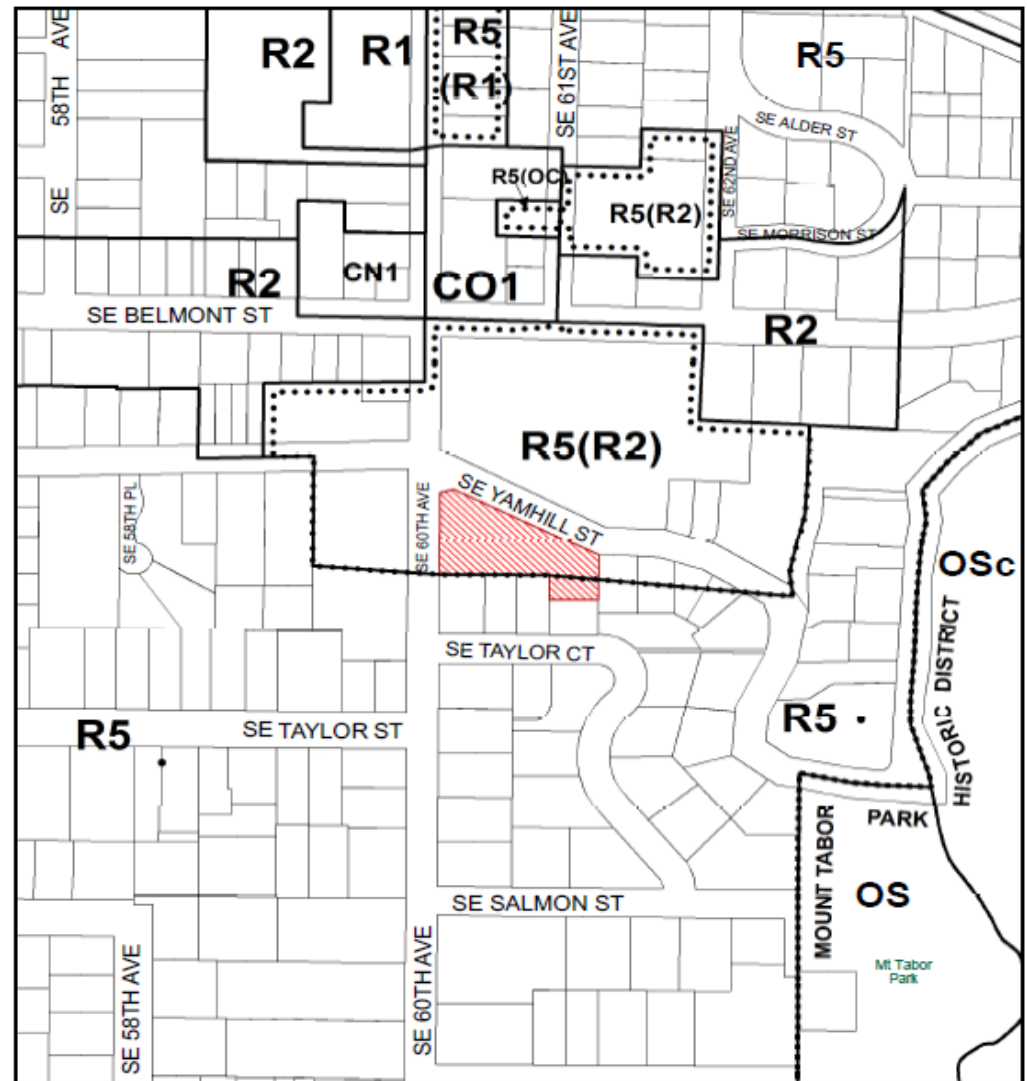 58TH AVE
SE
R2
R1
R5
(R1)
SE 61ST AVE
R5
SE ALDER ST
R5(OC)
SE 62ND AVE
R5(R2)
SE MORRISON ST
CN1
R2
CO1
SE BELMONT ST
R2
R5(R2)
SE 58TH PL
SE 60TH AVE
SE YAMHILL ST
OSc
SE TAYLOR CT
HISTORIC DISTRICT
R5
SE TAYLOR ST
R5
PARK
MOUNT TABOR
OS
SE SALMON ST
Mt Tabor
Park
SE 58TH AVE
SE 60TH AVE